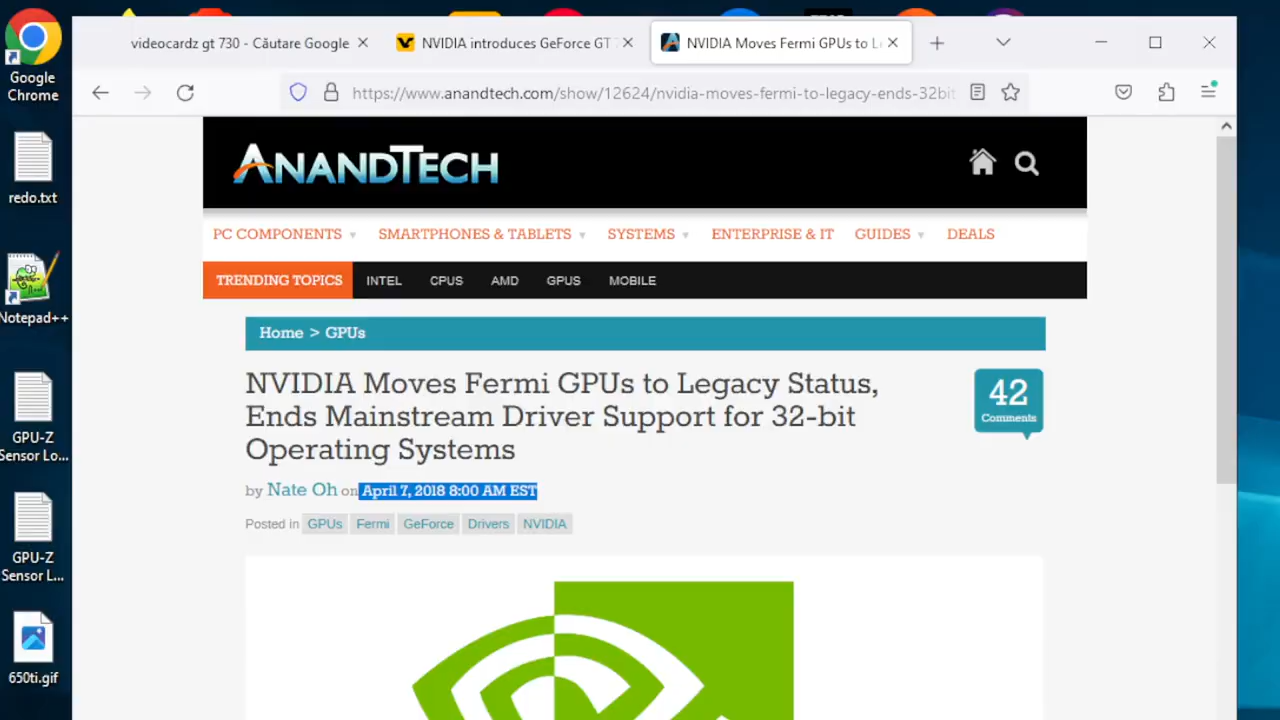 videocardz gt 730 - Căutare Google
NVIDIA introduces GeForce GT 7
NVIDIA Moves Fermi GPUs to Le
https://www.anandtech.com/show/12624/nvidia-moves-fermi-to-legacy-ends-32bit
Google
Chrome
redo.txt
Notepad++
GPU-Z
Sensor Lo...
GPU-Z
Sensor L...
650ti.gif
ANANDTECH
PC COMPONENTS
SMARTPHONES & TABLETS
SYSTEMS
ENTERPRISE & IT
GUIDES
DEALS
TRENDING TOPICS
INTEL
CPUS
AMD
GPUS
MOBILE
Home > GPUs
NVIDIA Moves Fermi GPUs to Legacy Status,
Ends Mainstream Driver Support for 32-bit
Operating Systems
42
Comments
by Nate Oh on April 7, 2018 8:00 AM EST
Posted in GPUs Fermi GeForce Drivers NVIDIA